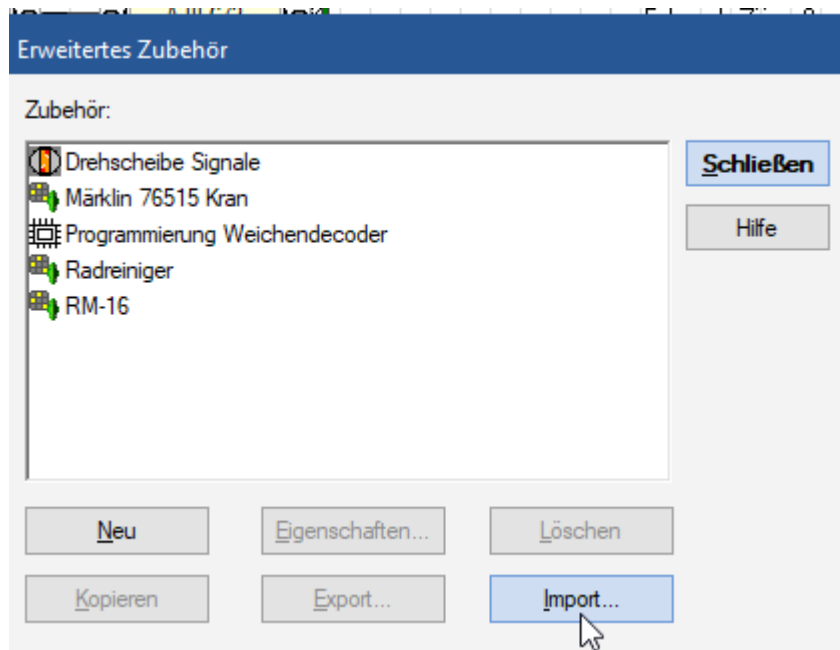 Erweitertes Zubehör
Zubehör:
Drehscheibe Signale
Märklin 76515 Kran
Programmierung Weichendecoder
Radreiniger
RM-16
Schließen
Hilfe
Neu
Eigenschaften...
Löschen
Kopieren
Export...
Import...